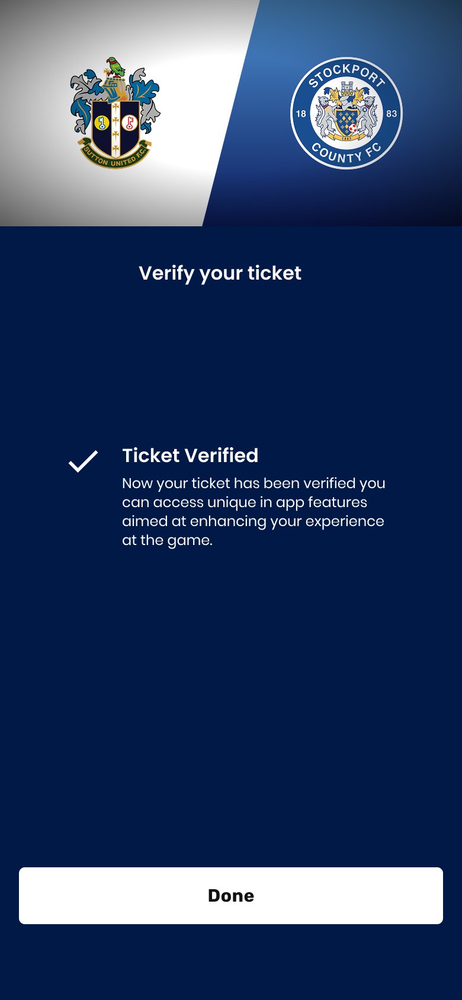 SUTTON UNITED F.C.
STOCKPORT
18 83
COUNTY FC
1883
Verify your ticket
Ticket Verified
Now your ticket has been verified you
can access unique in app features
aimed at enhancing your experience
at the game.
Done